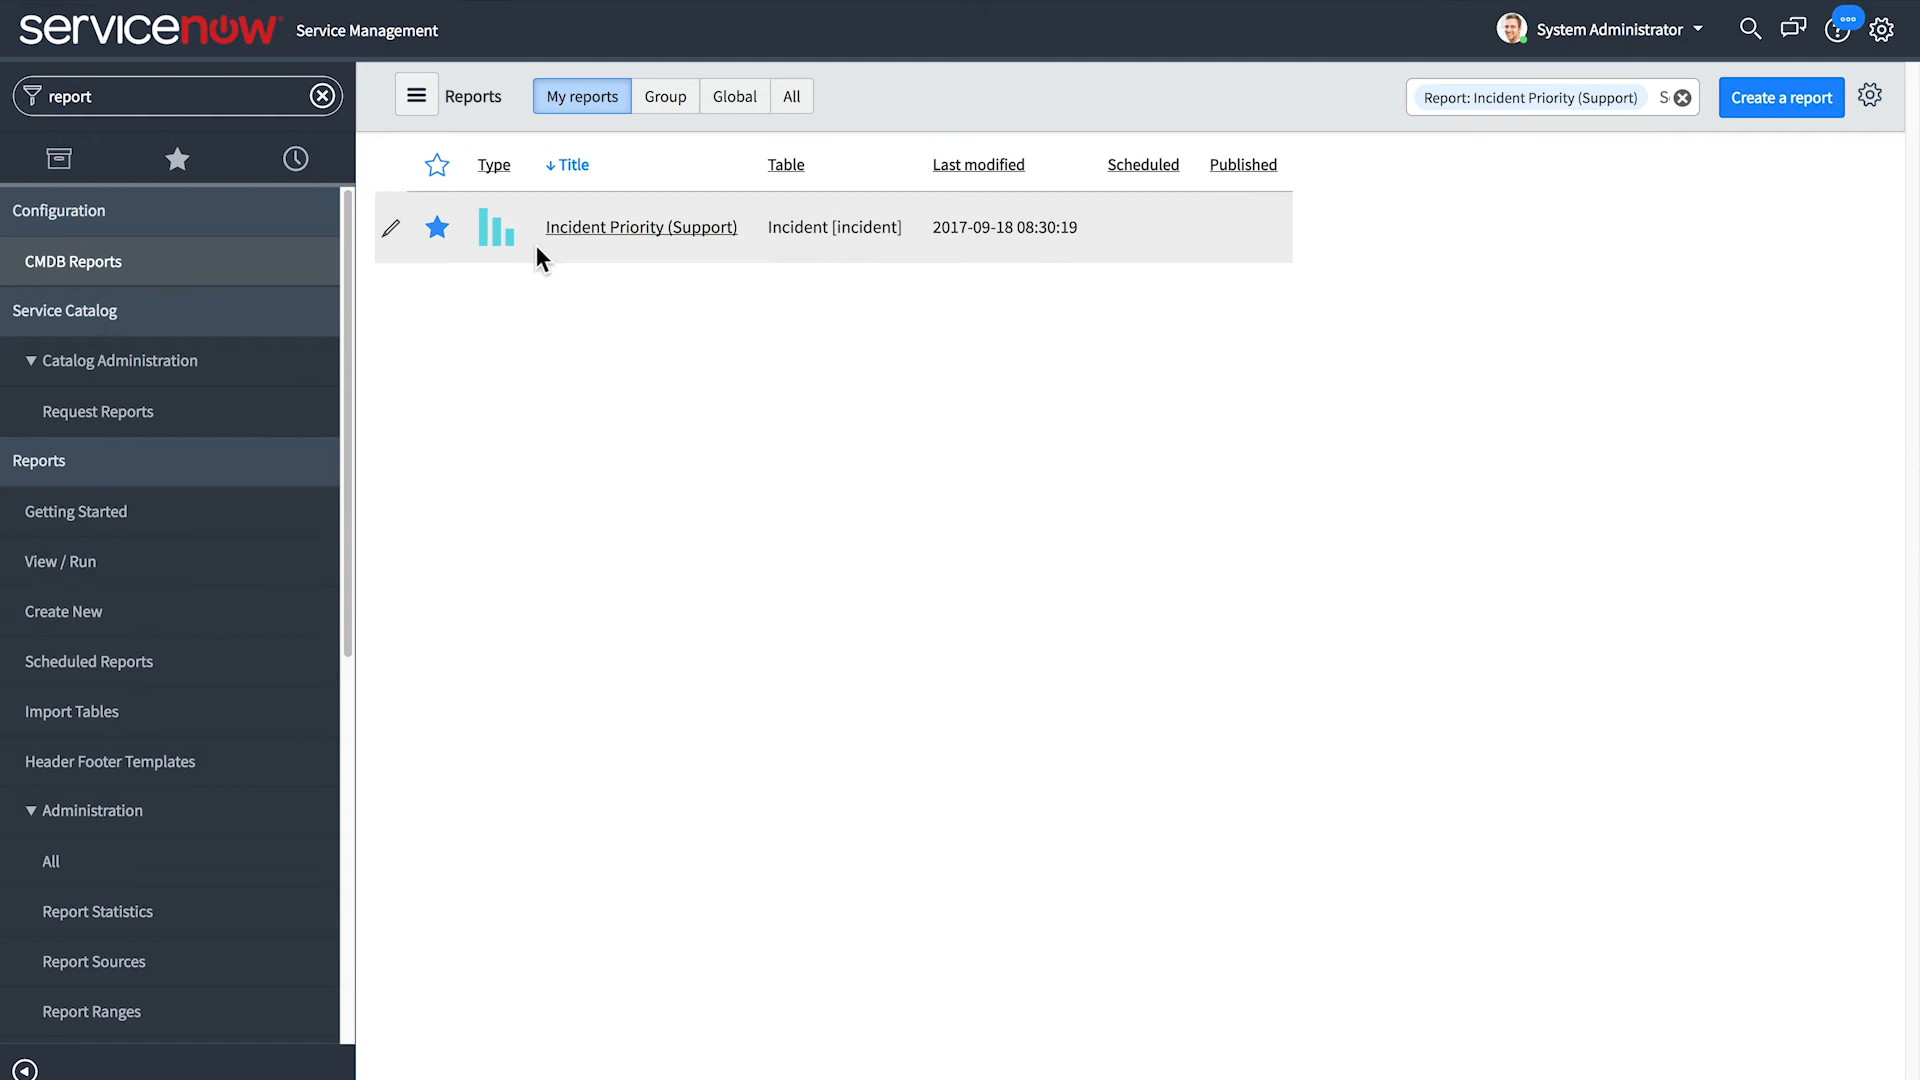 servicenow Service Management
System Administrator
report
Reports
My reports Group Global All
Report: Incident Priority (Support) S
Create a report
Type Title Table Last modified Scheduled Published
Incident Priority (Support) Incident [incident] 2017-09-18 08:30:19
Configuration
CMDB Reports
Service Catalog
Catalog Administration
Request Reports
Reports
Getting Started
View / Run
Create New
Scheduled Reports
Import Tables
Header Footer Templates
Administration
All
Report Statistics
Report Sources
Report Ranges